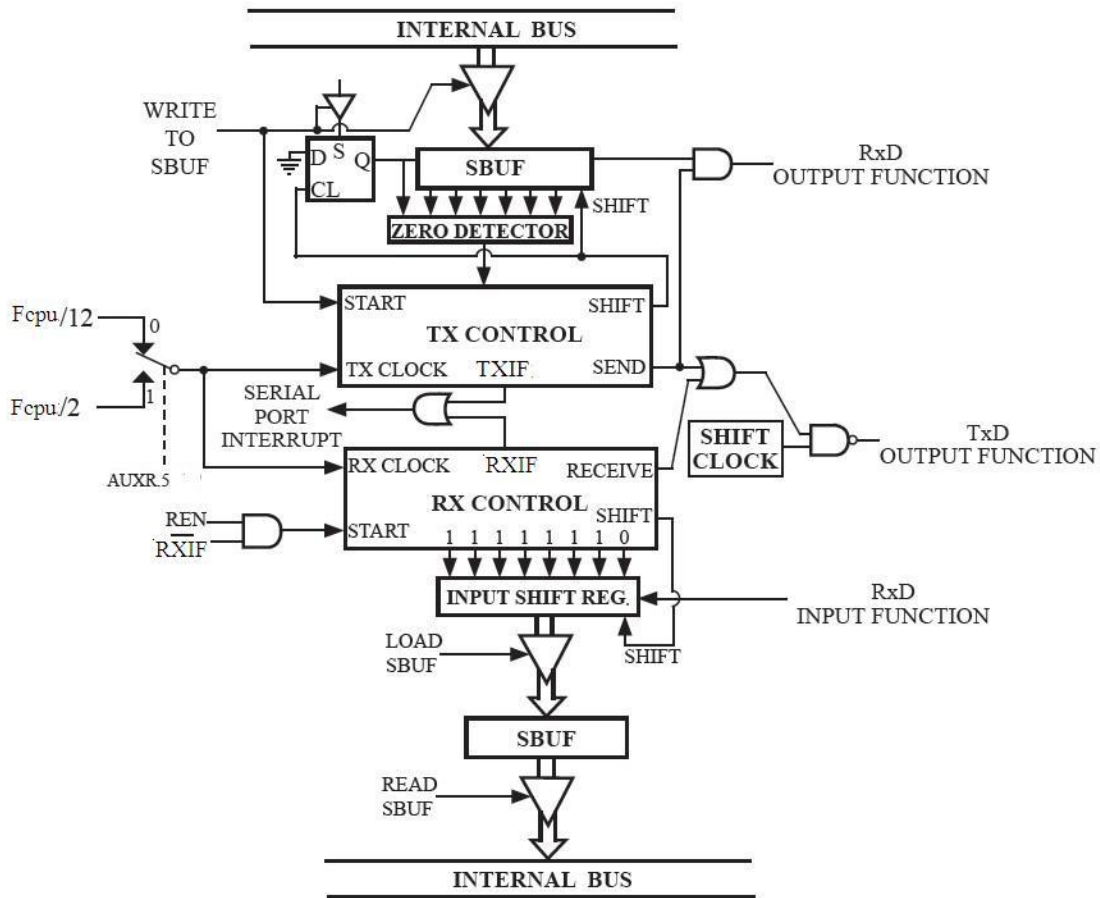 INTERNAL BUS
WRITE
TO
SBUF
D
S
Q
CL
SBUF
RxD
OUTPUT FUNCTION
SHIFT
ZERO DETECTOR
START
SHIFT
TX CONTROL
TX CLOCK
TXIF
SEND
Fcpu/12
0
Fcpu/2
1
AUXR.5
SERIAL
PORT
INTERRUPT
SHIFT
CLOCK
TxD
OUTPUT FUNCTION
RX CLOCK
RXIF
RECEIVE
RX CONTROL
SHIFT
START
1 1 1 1 1 1 1 0
REN
RXIF
INPUT SHIFT REG.
RxD
INPUT FUNCTION
LOAD
SBUF
SHIFT
SBUF
READ
SBUF
INTERNAL BUS